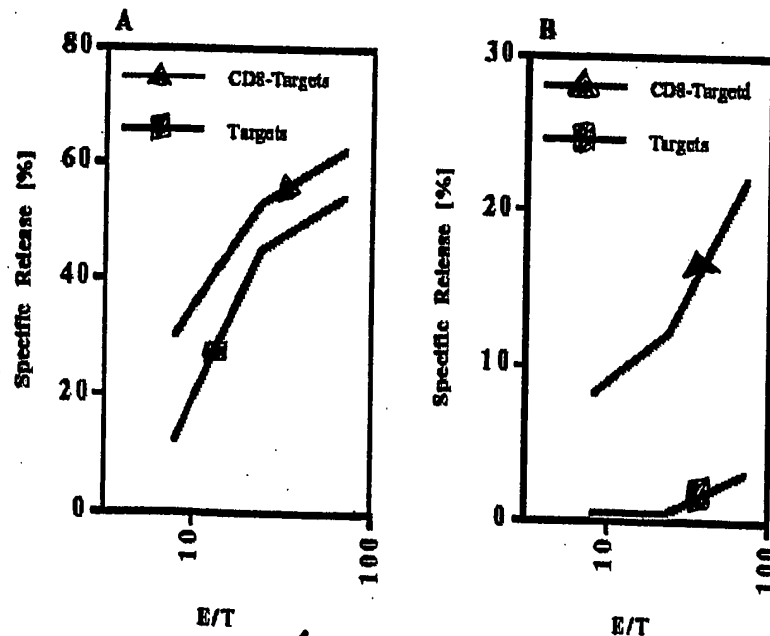 A
80
60
40
20
0
CD8-Targets
Targets
Specific Release [%]
10
100
E/T
B
30
20
10
0
CD8-Targetd
Targets
Specific Release [%]
10
100
E/T